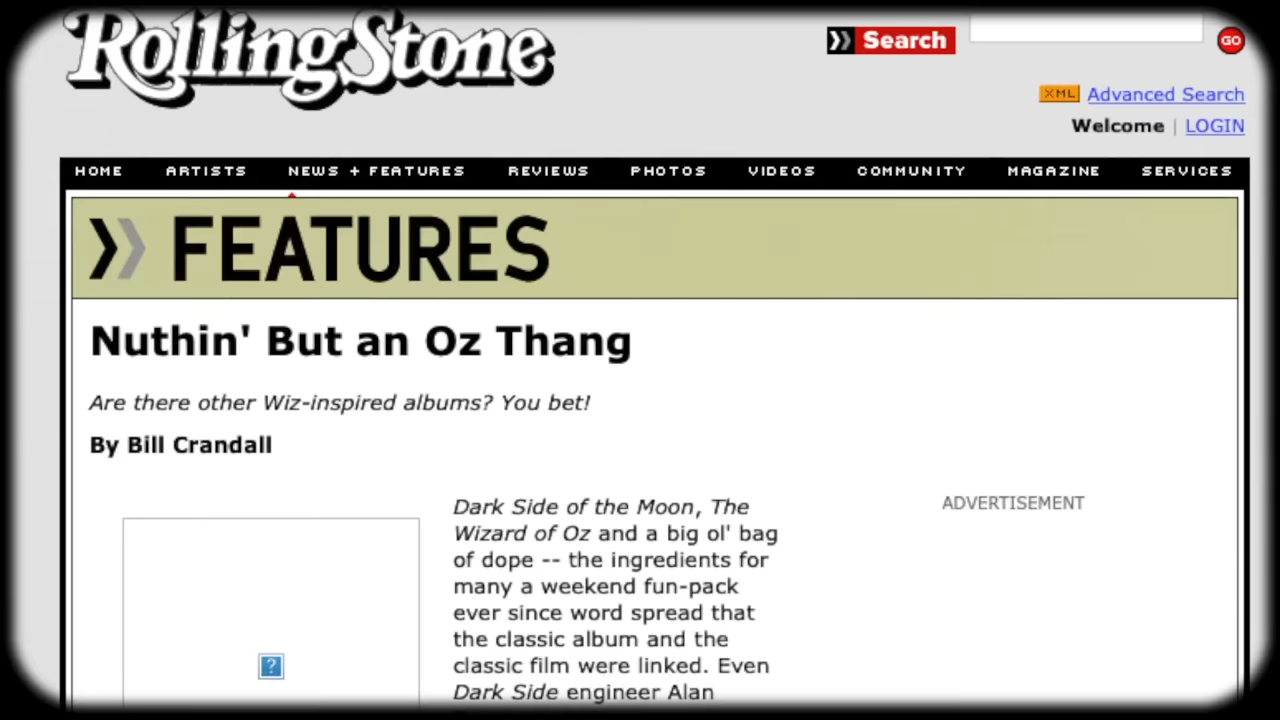 RollingStone
Search
GO
XML Advanced Search
Welcome | LOGIN
HOME ARTISTS NEWS + FEATURES REVIEWS PHOTOS VIDEOS COMMUNITY MAGAZINE SERVICES
FEATURES
Nuthin' But an Oz Thang
Are there other Wiz-inspired albums? You bet!
By Bill Crandall
Dark Side of the Moon, The
Wizard of Oz and a big ol' bag
of dope -- the ingredients for
many a weekend fun-pack
ever since word spread that
the classic album and the
classic film were linked. Even
Dark Side engineer Alan
ADVERTISEMENT
?